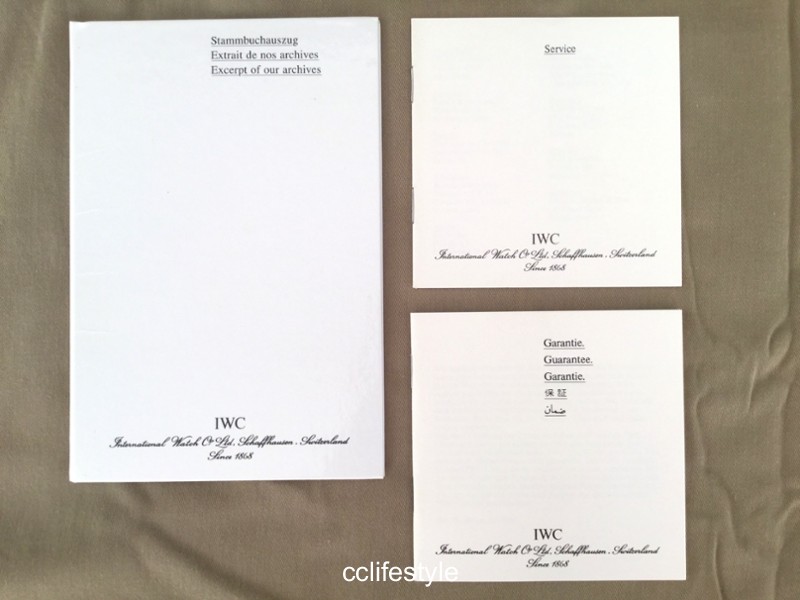 Stammbuchauszug
Extrait de nos archives
Excerpt of our archives
IWC
International Watch Co Ltd. Schaffhausen . Switzerland
Since 1868
Service
IWC
International Watch Co Ltd. Schaffhausen . Switzerland
Since 1868
Garantie.
Guarantee.
Garantie.
保 証
ضمان
IWC
International Watch Co Ltd. Schaffhausen . Switzerland
Since 1868
cclifestyle